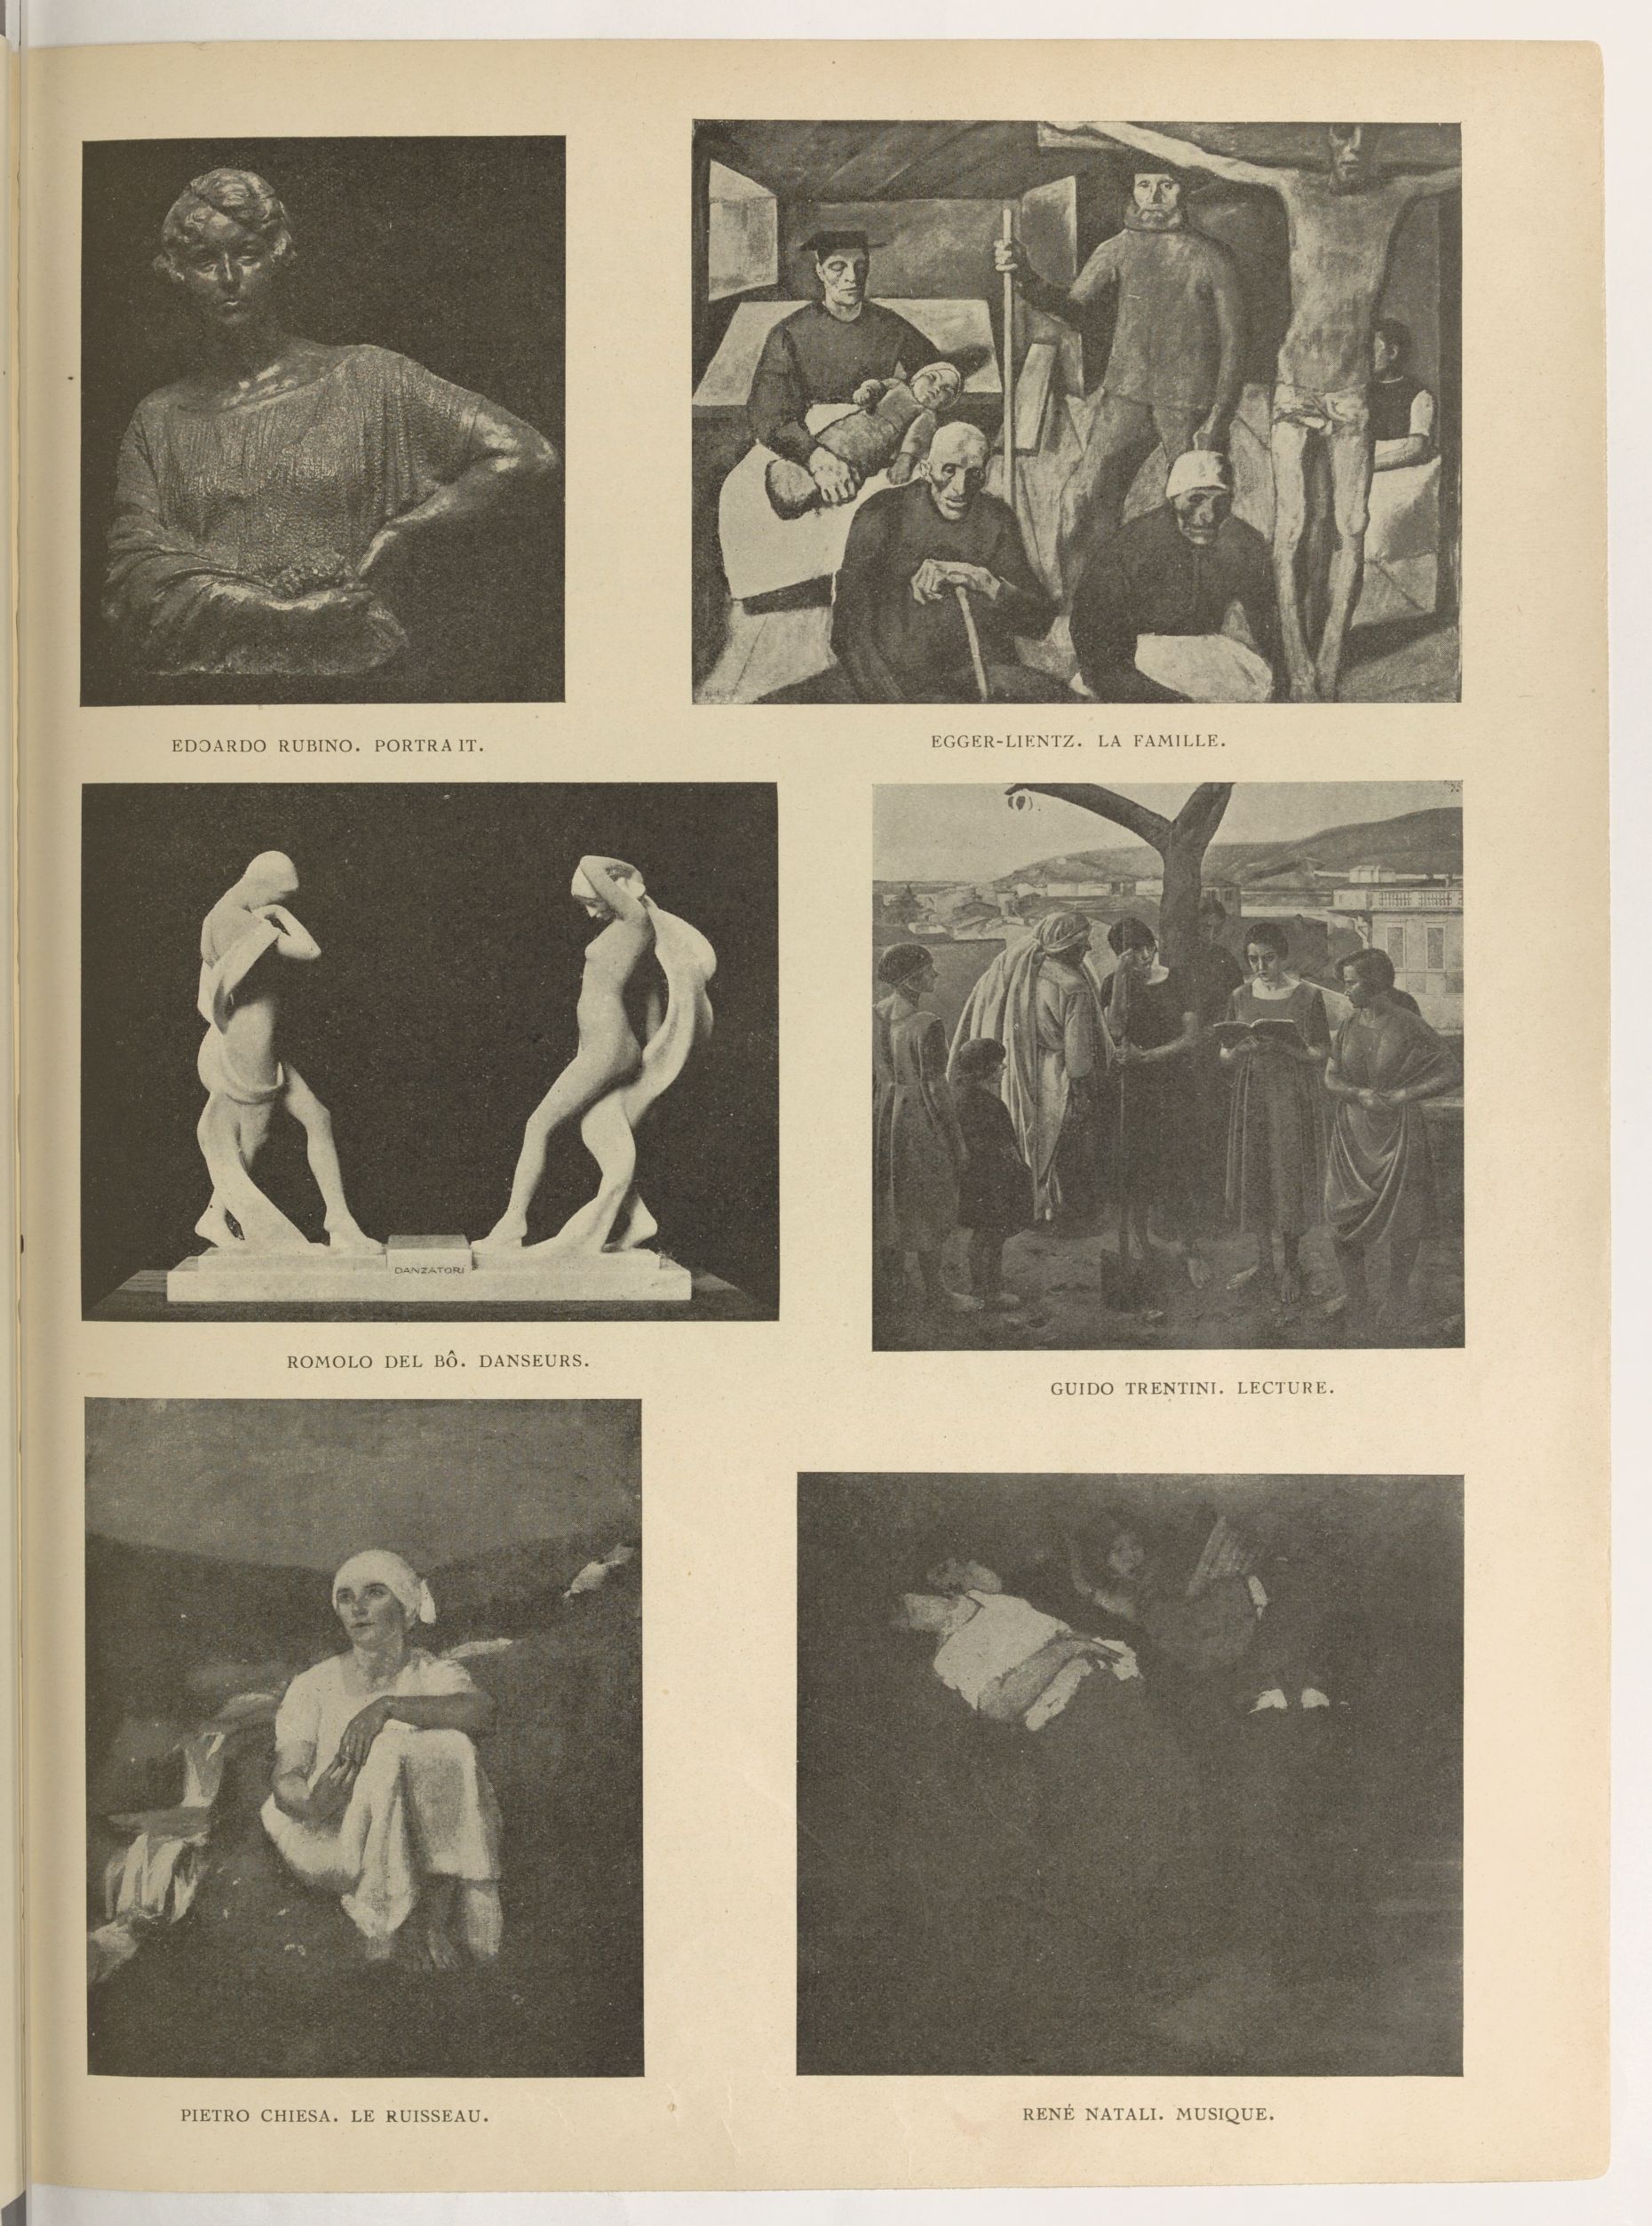 EDOARDO RUBINO. PORTRAIT.
EGGER-LIENTZ. LA FAMILLE.
DANZATORI
ROMOLO DEL BÔ. DANSEURS.
GUIDO TRENTINI. LECTURE.
PIETRO CHIESA. LE RUISSEAU.
RENÉ NATALI. MUSIQUE.